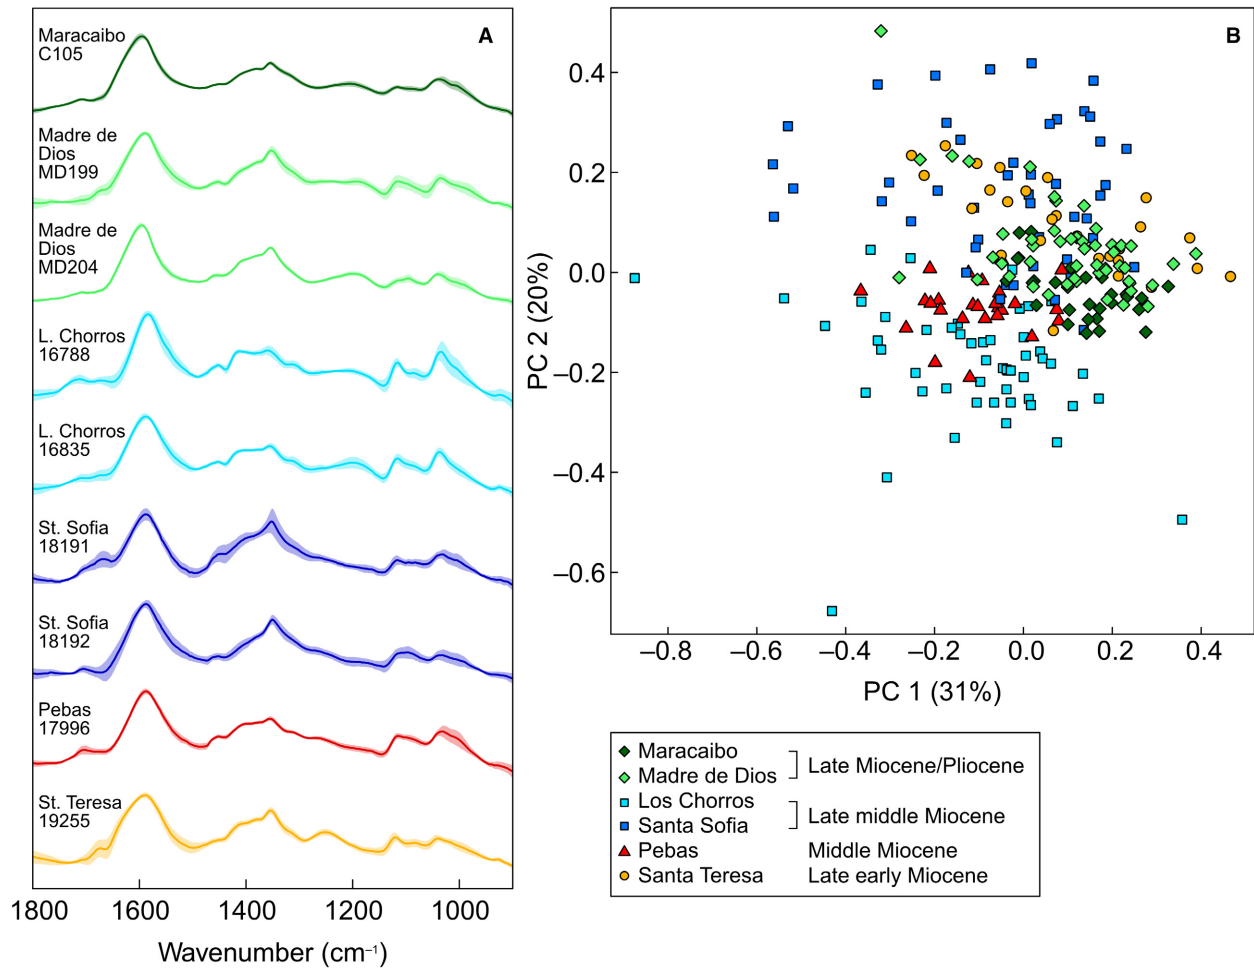 A
Maracaibo
C105
Madre de
Dios
MD199
Madre de
Dios
MD204
L. Chorros
16788
L. Chorros
16835
St. Sofia
18191
St. Sofia
18192
Pebas
17996
St. Teresa
19255
1800 1600 1400 1200 1000
Wavenumber (cm⁻¹)
B
0.4
0.2
0.0
–0.2
–0.4
–0.6
PC 2 (20%)
–0.8 –0.6 –0.4 –0.2 0.0 0.2 0.4
PC 1 (31%)
Maracaibo
Madre de Dios
Late Miocene/Pliocene
Los Chorros
Santa Sofia
Late middle Miocene
Pebas Middle Miocene
Santa Teresa Late early Miocene